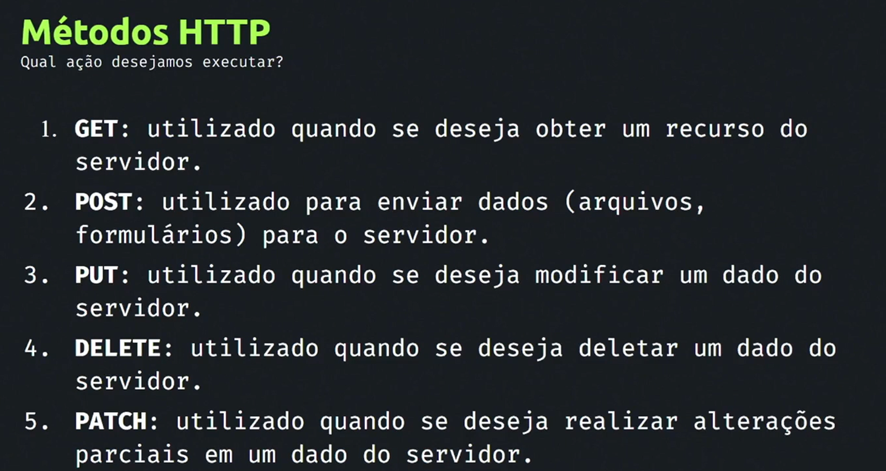 Métodos HTTP
Qual ação desejamos executar?
1. GET: utilizado quando se deseja obter um recurso do
servidor.
2. POST: utilizado para enviar dados (arquivos,
formulários) para o servidor.
3. PUT: utilizado quando se deseja modificar um dado do
servidor.
4. DELETE: utilizado quando se deseja deletar um dado do
servidor.
5. PATCH: utilizado quando se deseja realizar alterações
parciais em um dado do servidor.